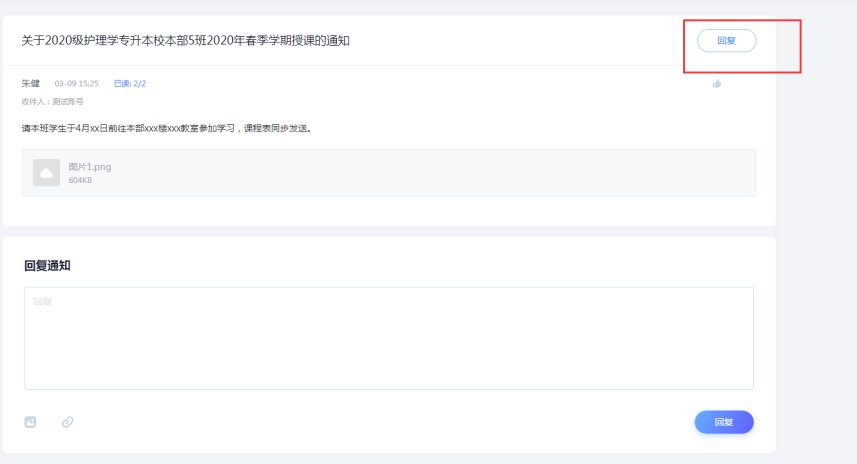 关于2020级护理学专升本校本部5班2020年春季学期授课的通知
回复
朱健 03-09 15:25 已读: 2/2
收件人：测试账号
请本班学生于4月xx日前往本部xxx楼xxx教室参加学习，课程表同步发送。
图片1.png
604KB
回复通知
回复
回复